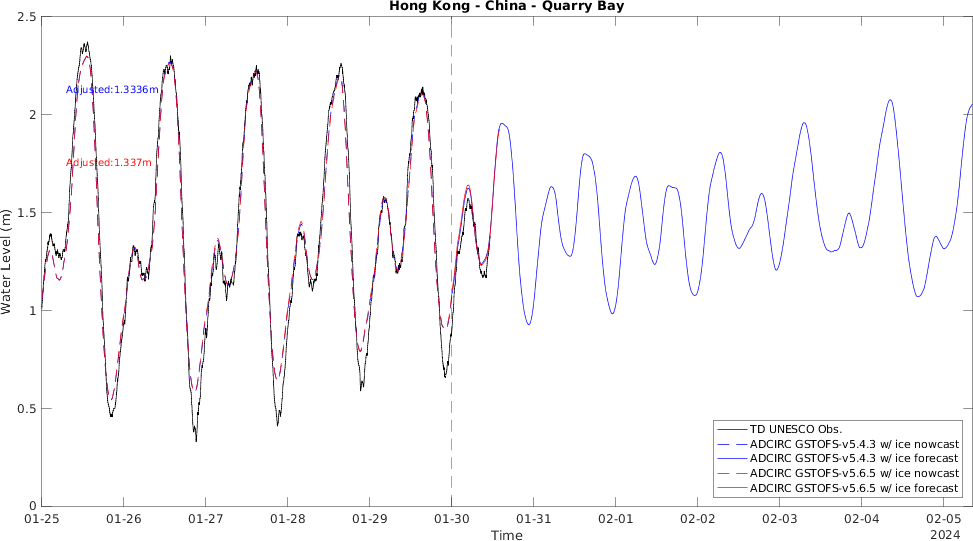 Hong Kong - China - Quarry Bay
2.5
2
1.5
1
0.5
0
Water Level (m)
Adjusted:1.3336m
Adjusted:1.337m
TD UNESCO Obs.
ADCIRC GSTOFS-v5.4.3 w/ ice nowcast
ADCIRC GSTOFS-v5.4.3 w/ ice forecast
ADCIRC GSTOFS-v5.6.5 w/ ice nowcast
ADCIRC GSTOFS-v5.6.5 w/ ice forecast
01-25 01-26 01-27 01-28 01-29 01-30 01-31 02-01 02-02 02-03 02-04 02-05
Time
2024